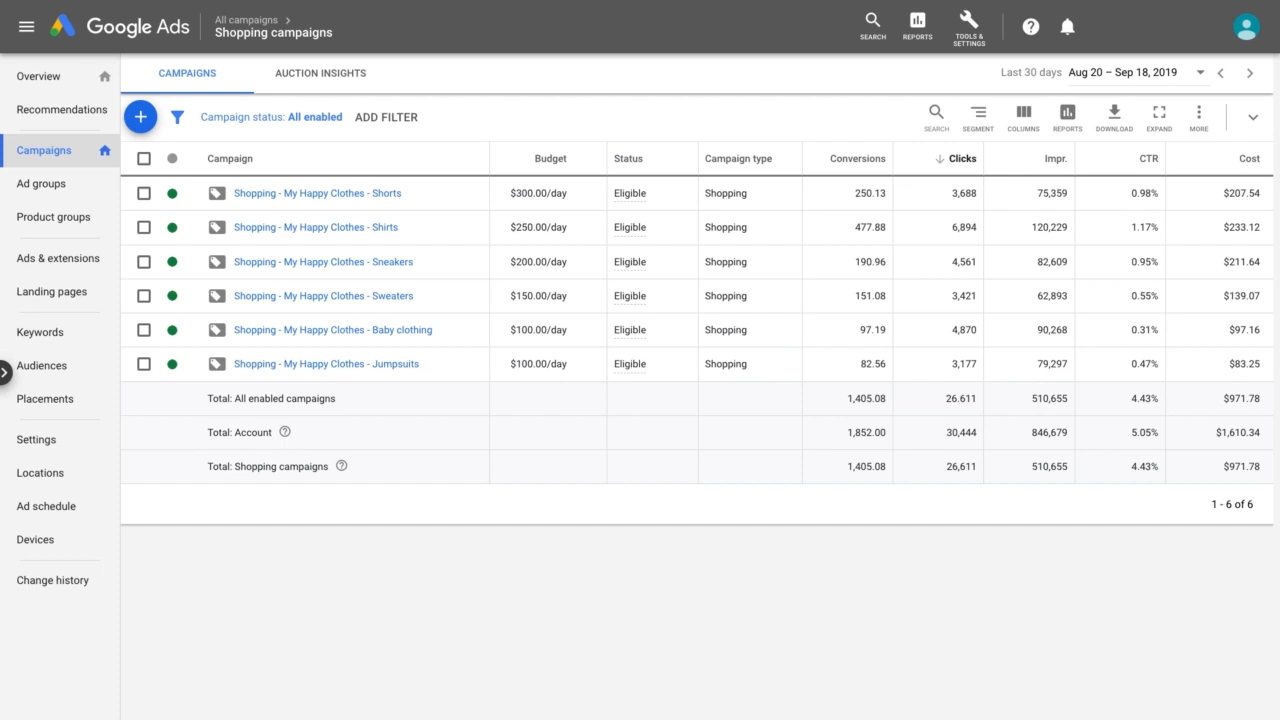 Google Ads
All campaigns
Shopping campaigns
SEARCH
REPORTS
TOOLS &
SETTINGS
Overview
Recommendations
Campaigns
Ad groups
Product groups
Ads & extensions
Landing pages
Keywords
Audiences
Placements
Settings
Locations
Ad schedule
Devices
Change history
CAMPAIGNS AUCTION INSIGHTS
Last 30 days Aug 20 – Sep 18, 2019
Campaign status: All enabled ADD FILTER
SEARCH SEGMENT COLUMNS REPORTS DOWNLOAD EXPAND MORE
Campaign Budget Status Campaign type Conversions Clicks Impr. CTR Cost
Shopping - My Happy Clothes - Shorts $300.00/day Eligible Shopping 250.13 3,688 75,359 0.98% $207.54
Shopping - My Happy Clothes - Shirts $250.00/day Eligible Shopping 477.88 6,894 120,229 1.17% $233.12
Shopping - My Happy Clothes - Sneakers $200.00/day Eligible Shopping 190.96 4,561 82,609 0.95% $211.64
Shopping - My Happy Clothes - Sweaters $150.00/day Eligible Shopping 151.08 3,421 62,893 0.55% $139.07
Shopping - My Happy Clothes - Baby clothing $100.00/day Eligible Shopping 97.19 4,870 90,268 0.31% $97.16
Shopping - My Happy Clothes - Jumpsuits $100.00/day Eligible Shopping 82.56 3,177 79,297 0.47% $83.25
Total: All enabled campaigns 1,405.08 26.611 510,655 4.43% $971.78
Total: Account 1,852.00 30,444 846,679 5.05% $1,610.34
Total: Shopping campaigns 1,405.08 26,611 510,655 4.43% $971.78
1 - 6 of 6